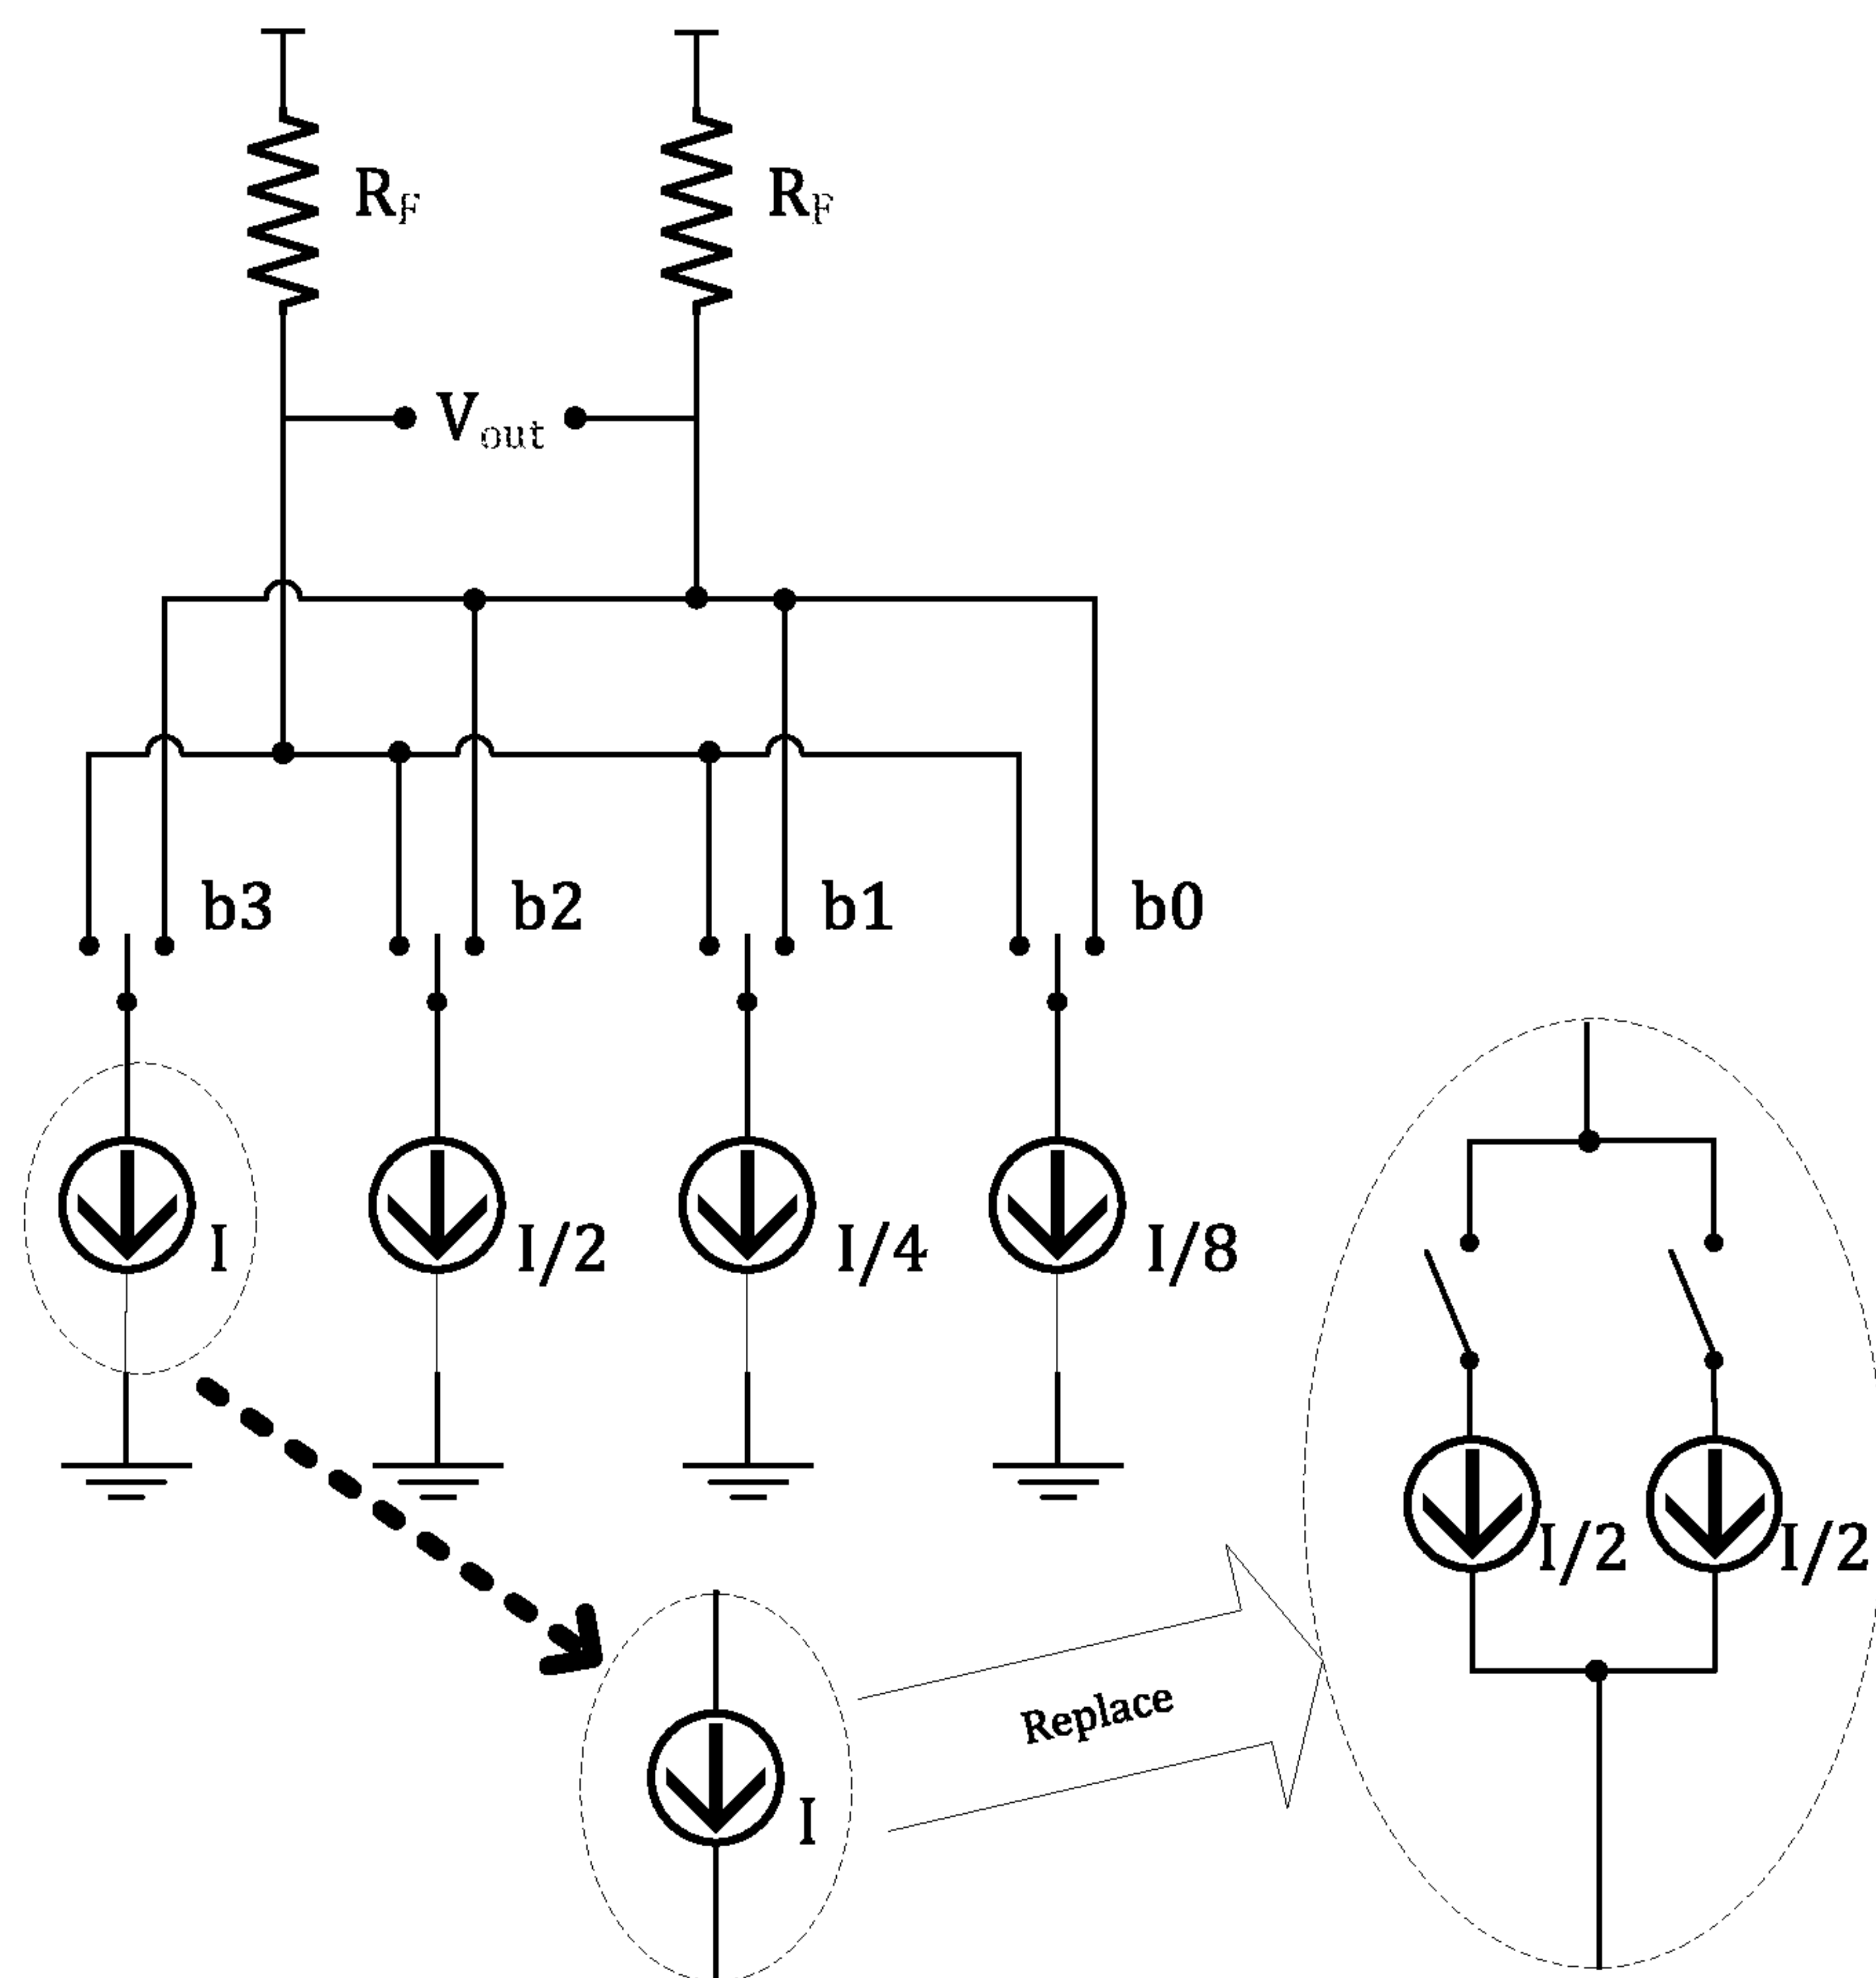 R_F R_F
V_out
b3 b2 b1 b0
I I/2 I/4 I/8
I/2 I/2
Replace
I